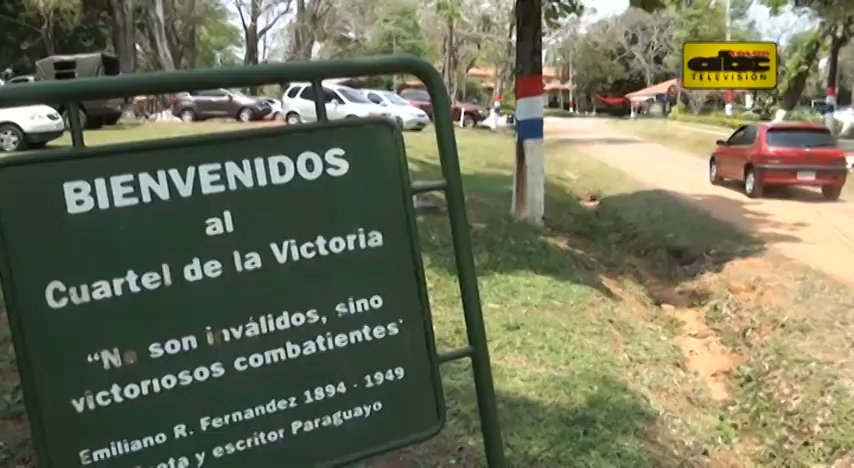 BIENVENIDOS
al
Cuartel de la Victoria
“No son inválidos, sino
victoriosos combatientes”
Emiliano R. Fernandez 1894 - 1949
y escritor Paraguayo
abc
TELEVISIÓN